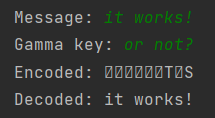 Message: it works!
Gamma key: or not?
Encoded: T S
Decoded: it works!